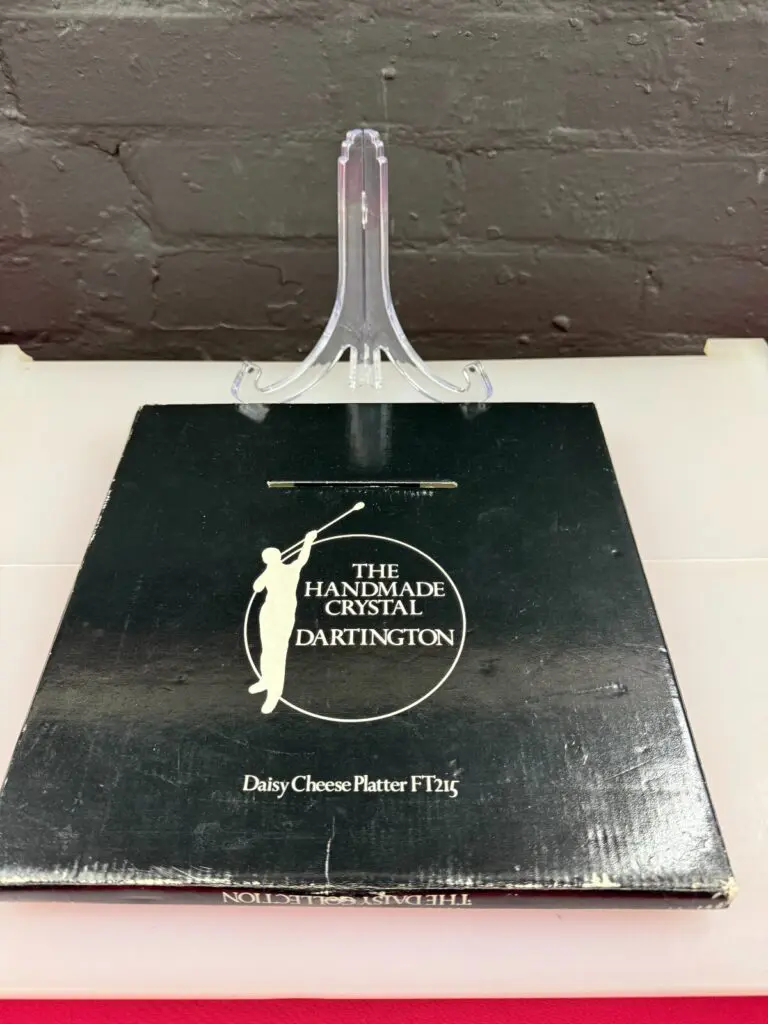 THE
HANDMADE
CRYSTAL
DARTINGTON
Daisy Cheese Platter FT215
THE DAISY COLLECTION